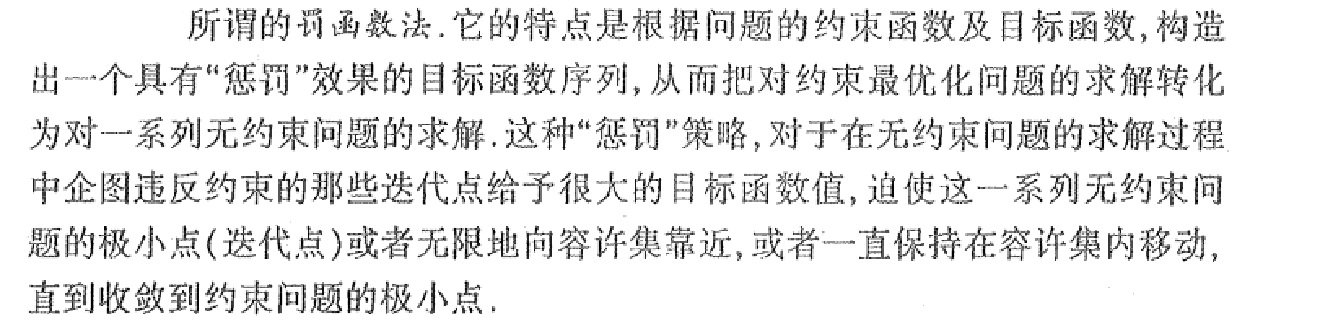 所谓的罚函数法.它的特点是根据问题的约束函数及目标函数,构造
出一个具有“惩罚”效果的目标函数序列,从而把对约束最优化问题的求解转化
为对一系列无约束问题的求解.这种“惩罚”策略,对于在无约束问题的求解过程
中企图违反约束的那些迭代点给予很大的目标函数值,迫使这一系列无约束问
题的极小点(迭代点)或者无限地向容许集靠近,或者一直保持在容许集内移动,
直到收敛到约束问题的极小点.